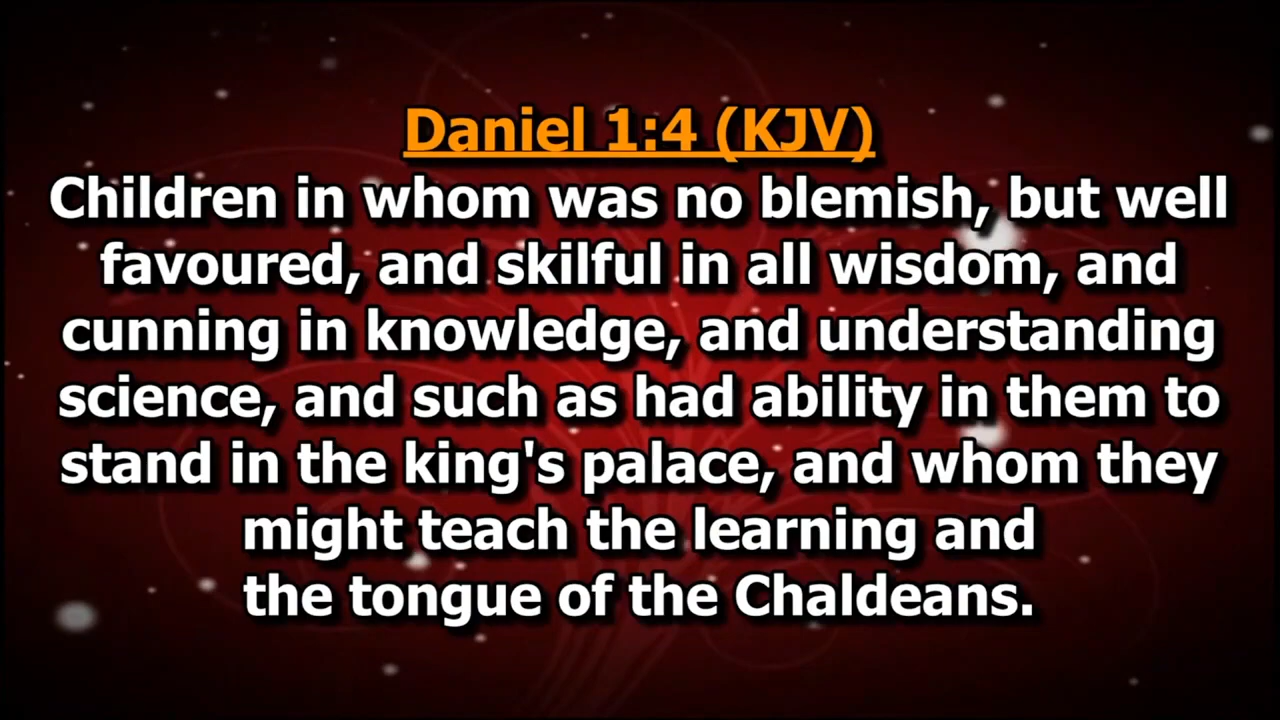 Daniel 1:4 (KJV)
Children in whom was no blemish, but well
favoured, and skilful in all wisdom, and
cunning in knowledge, and understanding
science, and such as had ability in them to
stand in the king's palace, and whom they
might teach the learning and
the tongue of the Chaldeans.